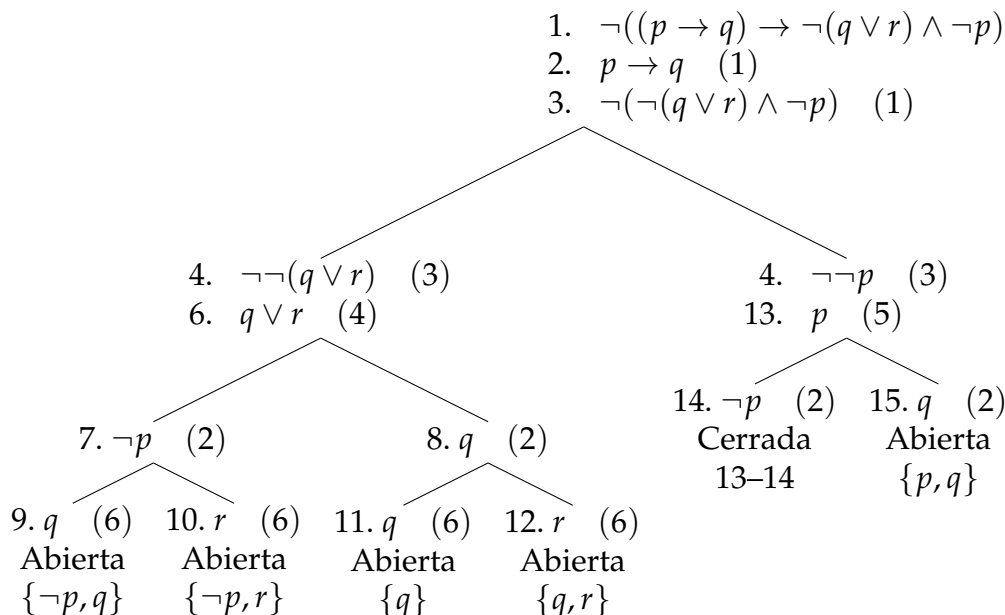 1. ¬((p → q) → ¬(q ∨ r) ∧ ¬p)
2. p → q (1)
3. ¬(¬(q ∨ r) ∧ ¬p) (1)
4. ¬¬(q ∨ r) (3)
6. q ∨ r (4)
4. ¬¬p (3)
13. p (5)
7. ¬p (2)
8. q (2)
14. ¬p (2)
Cerrada
13–14
15. q (2)
Abierta
{p, q}
9. q (6)
Abierta
{¬p, q}
10. r (6)
Abierta
{¬p, r}
11. q (6)
Abierta
{q}
12. r (6)
Abierta
{q, r}